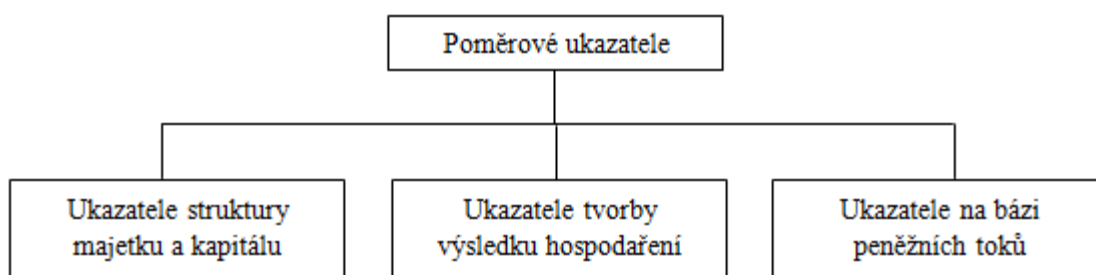 Poměrové ukazatele
Ukazatele struktury
majetku a kapitálu
Ukazatele tvorby
výsledku hospodaření
Ukazatele na bázi
peněžních toků